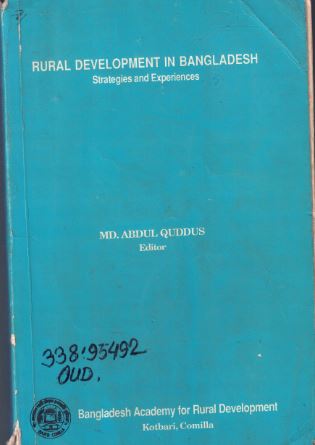 RURAL DEVELOPMENT IN BANGLADESH
Strategies and Experiences
MD. ABDUL QUDDUS
Editor
338.95492
QUD.
Bangladesh Academy for Rural Development
Kotbari, Comilla